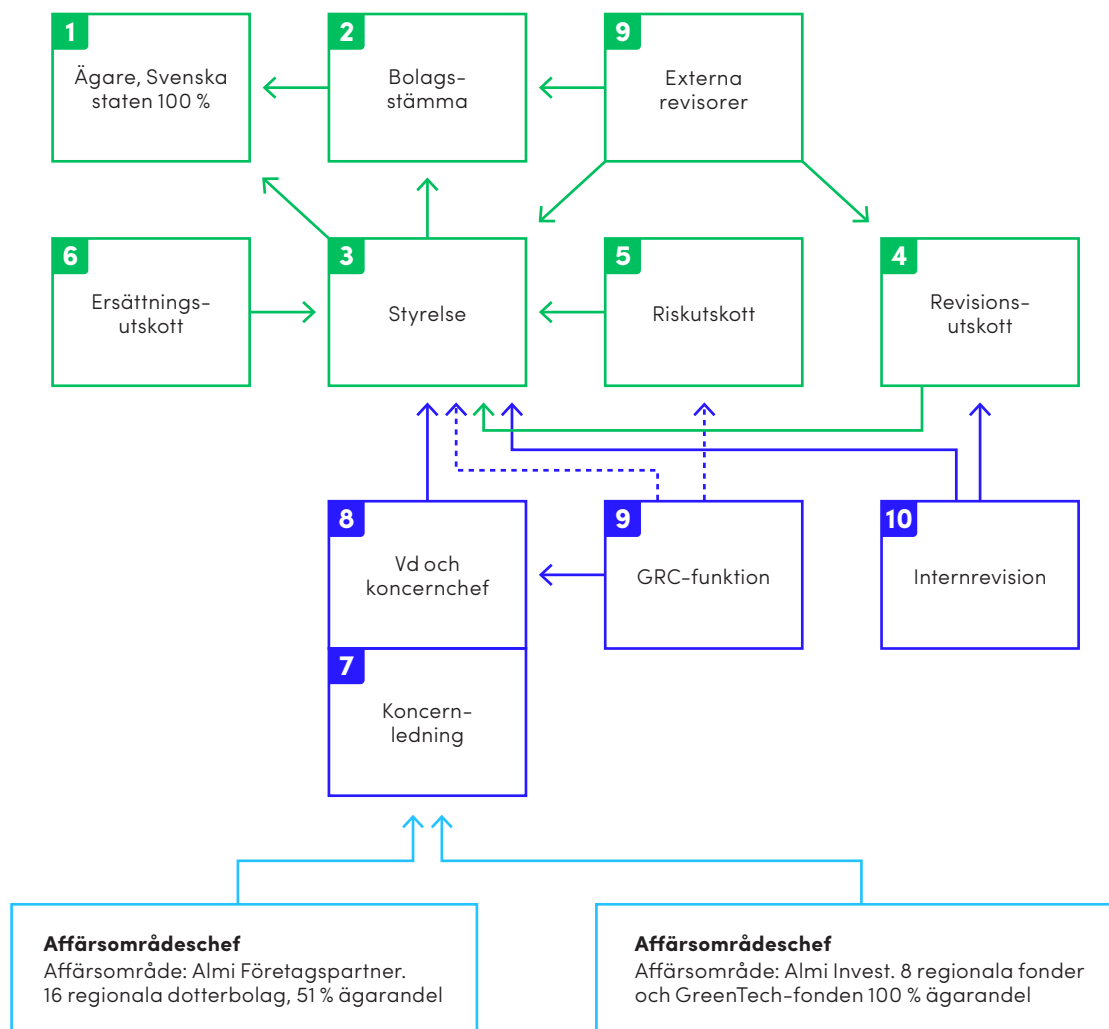 1
Ägare, Svenska
staten 100 %
2
Bolags-
stämma
9
Externa
revisorer
6
Ersättnings-
utskott
3
Styrelse
5
Riskutskott
4
Revisions-
utskott
8
Vd och
koncernchef
9
GRC-funktion
10
Internrevision
7
Koncern-
ledning
Affärsområdeschef
Affärsområde: Almi Företagspartner.
16 regionala dotterbolag, 51 % ägarandel
Affärsområdeschef
Affärsområde: Almi Invest. 8 regionala fonder
och GreenTech-fonden 100 % ägarandel